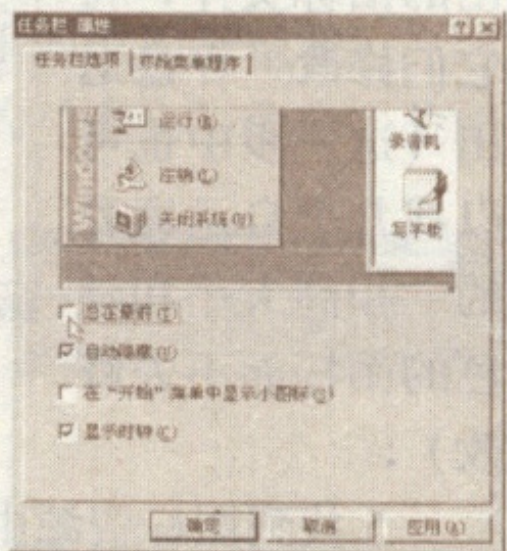 任务栏 属性
任务栏选项 开始菜单程序
Windows
运行(R)
录音机
注销(L)
写字板
关闭系统(U)
总在最前(T)
自动隐藏(U)
在“开始”菜单中显示小图标(S)
显示时钟(C)
确定 取消 应用(A)